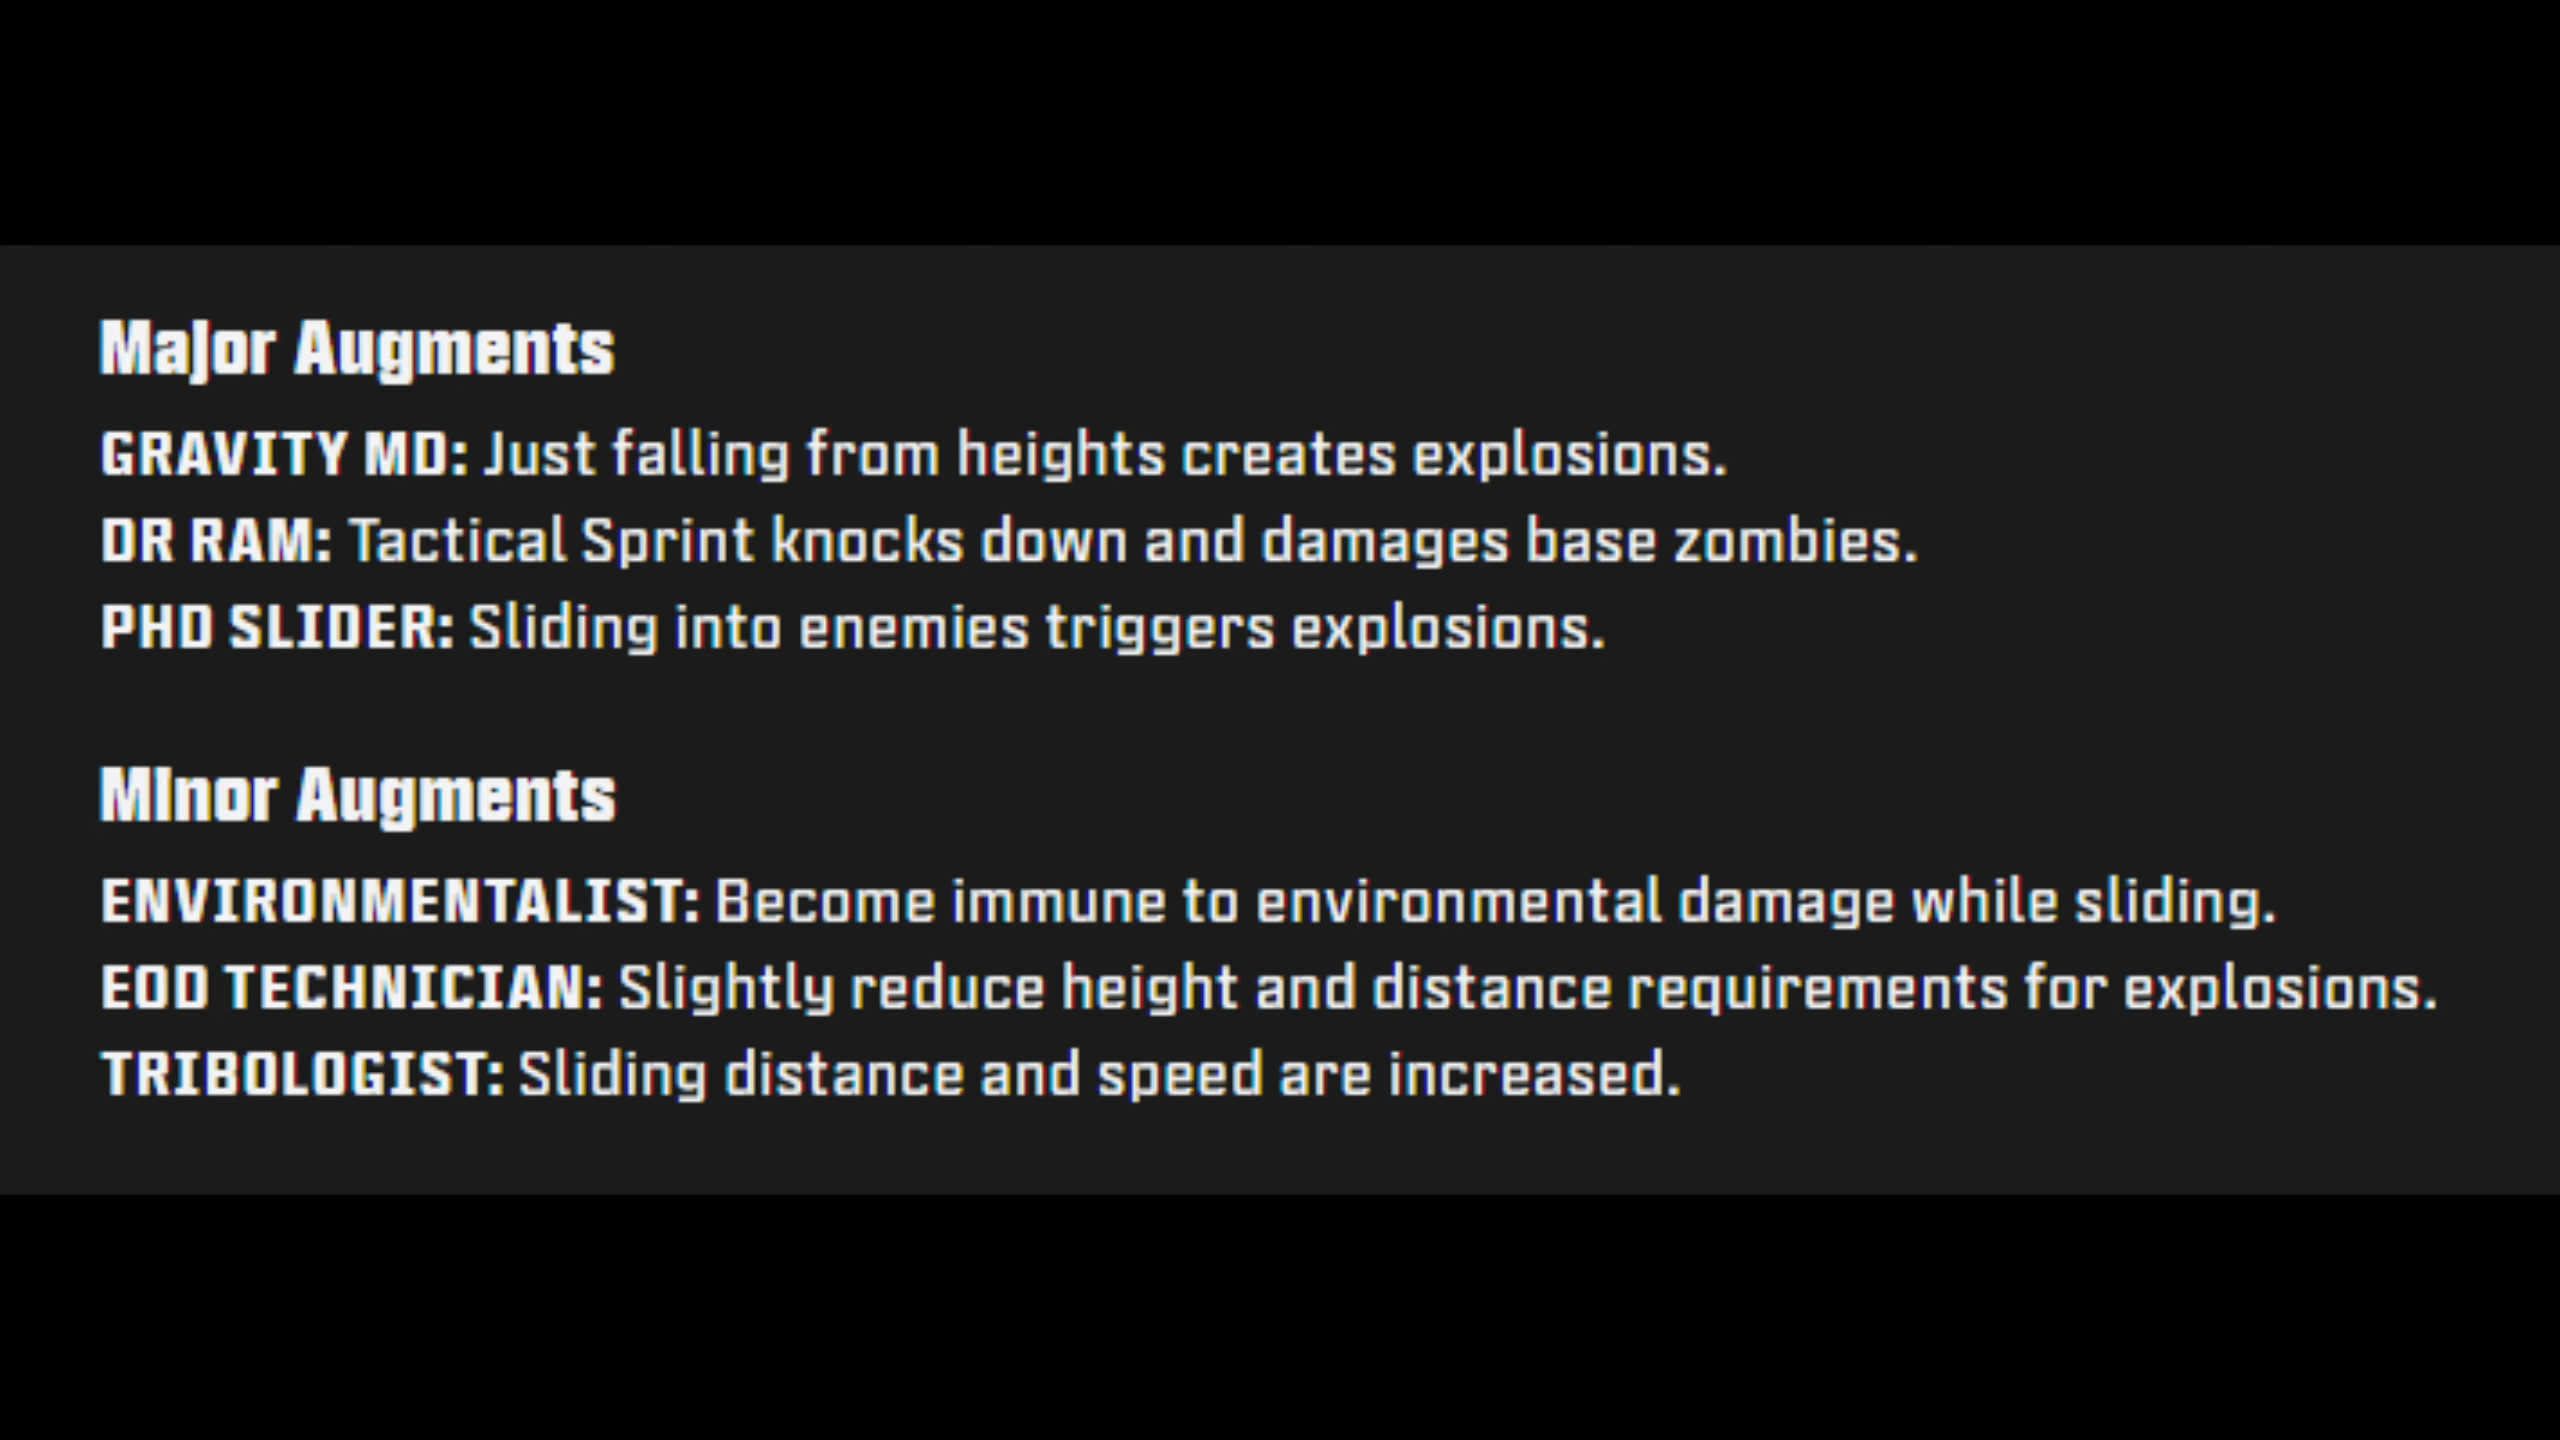 Major Augments
GRAVITY MD: Just falling from heights creates explosions.
DR RAM: Tactical Sprint knocks down and damages base zombies.
PHD SLIDER: Sliding into enemies triggers explosions.
Minor Augments
ENVIRONMENTALIST: Become immune to environmental damage while sliding.
EOD TECHNICIAN: Slightly reduce height and distance requirements for explosions.
TRIBOLOGIST: Sliding distance and speed are increased.